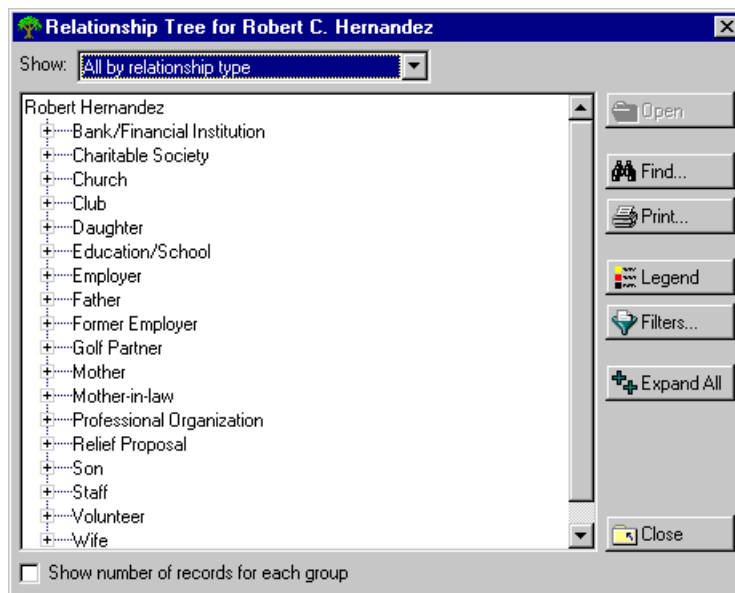 Relationship Tree for Robert C. Hernandez
Show: All by relationship type
Robert Hernandez
Bank/Financial Institution
Charitable Society
Church
Club
Daughter
Education/School
Employer
Father
Former Employer
Golf Partner
Mother
Mother-in-law
Professional Organization
Relief Proposal
Son
Staff
Volunteer
Wife
Open
Find...
Print...
Legend
Filters...
Expand All
Close
Show number of records for each group